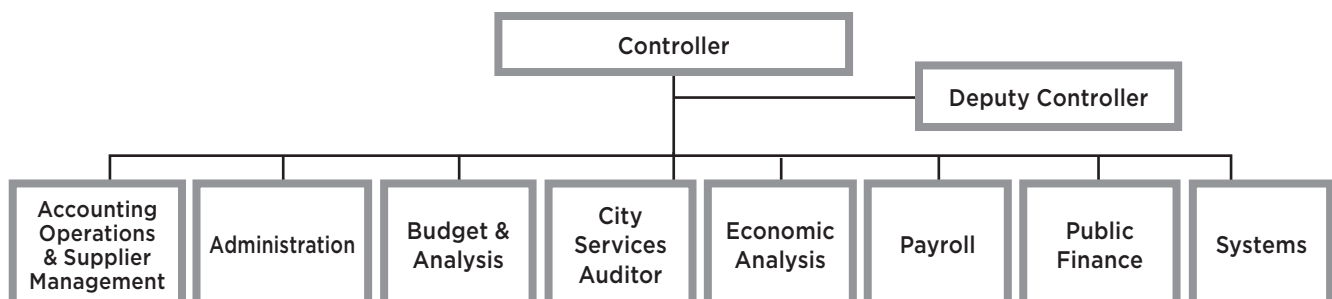 Controller
Deputy Controller
Accounting
Operations
& Supplier
Management
Administration
Budget &
Analysis
City
Services
Auditor
Economic
Analysis
Payroll
Public
Finance
Systems